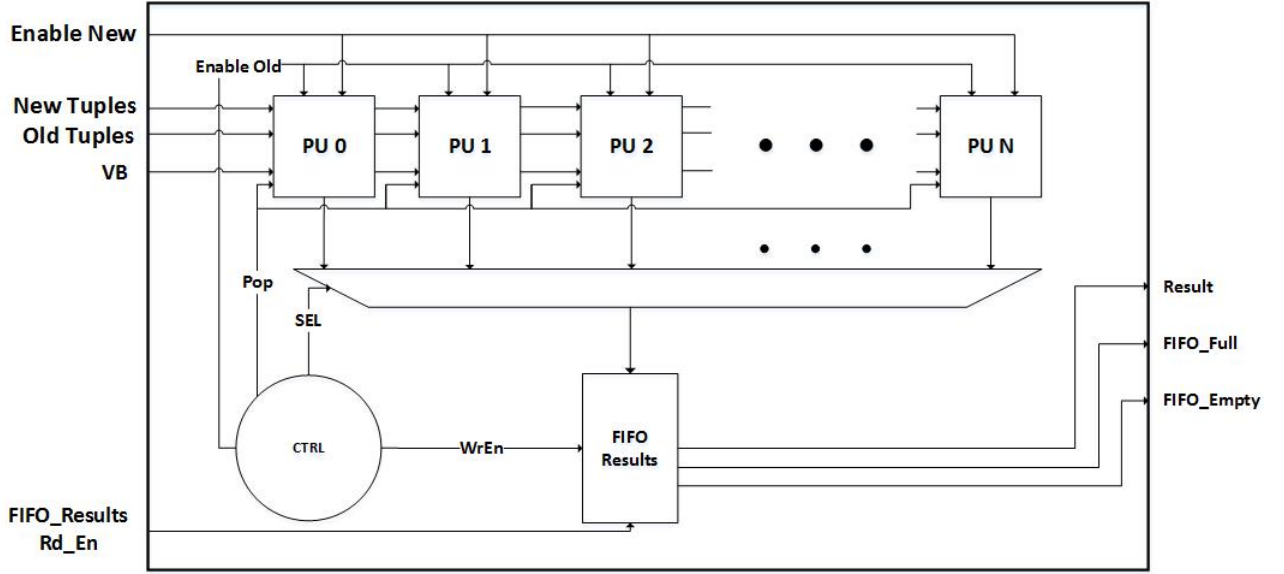 Enable New
Enable Old
New Tuples
Old Tuples
VB
PU 0
PU 1
PU 2
PU N
Pop
SEL
CTRL
WrEn
FIFO
Results
Result
FIFO_Full
FIFO_Empty
FIFO_Results
Rd_En